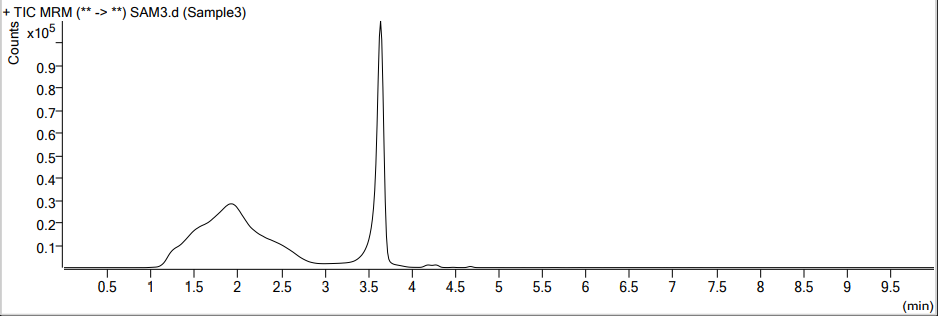 + TIC MRM (** -> **) SAM3.d (Sample3)
Counts
x10⁵
0.9
0.8
0.7
0.6
0.5
0.4
0.3
0.2
0.1
0.5 1 1.5 2 2.5 3 3.5 4 4.5 5 5.5 6 6.5 7 7.5 8 8.5 9 9.5
(min)